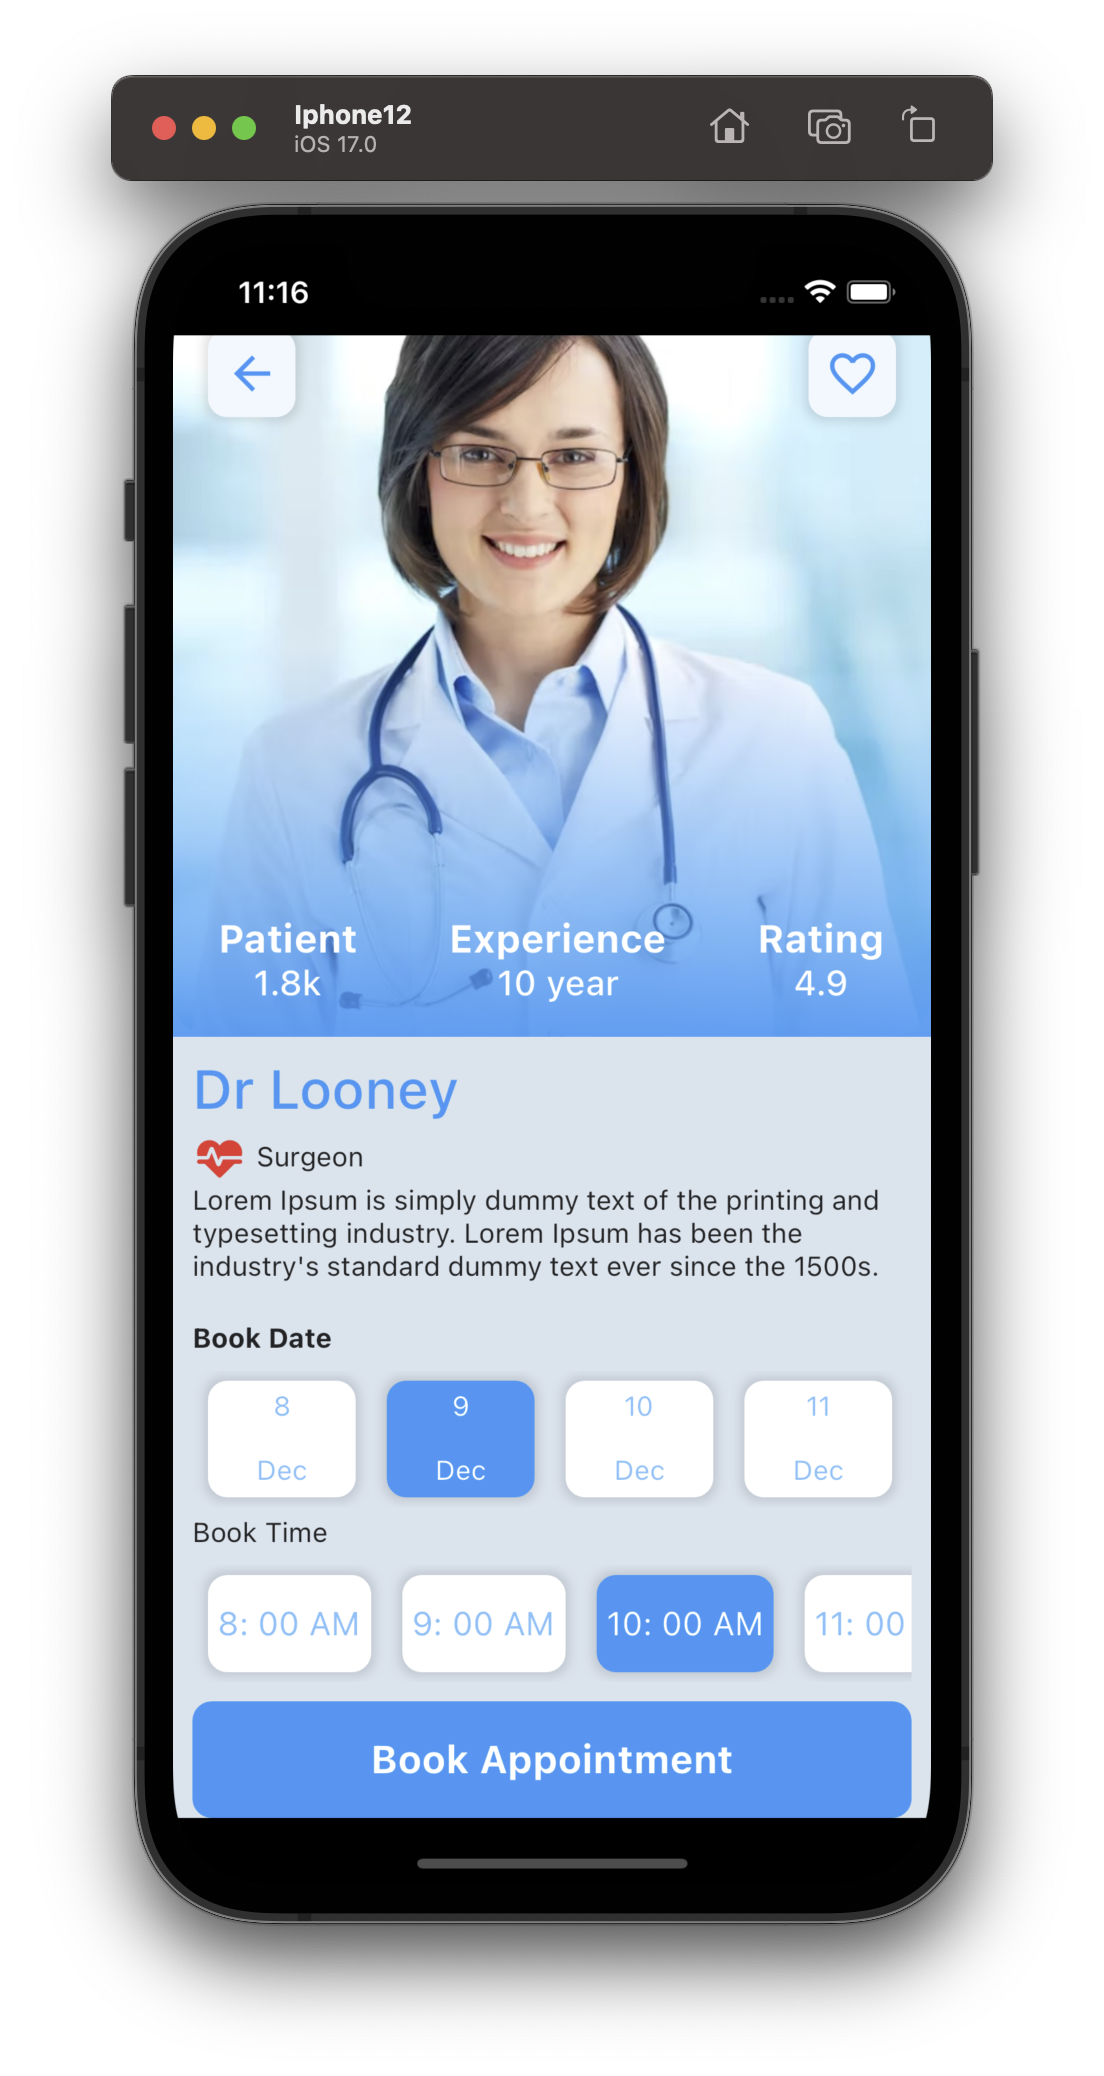 Iphone12
iOS 17.0
11:16
Patient Experience Rating
1.8k 10 year 4.9
Dr Looney
Surgeon
Lorem Ipsum is simply dummy text of the printing and
typesetting industry. Lorem Ipsum has been the
industry's standard dummy text ever since the 1500s.
Book Date
8 9 10 11
Dec Dec Dec Dec
Book Time
8: 00 AM 9: 00 AM 10: 00 AM 11: 00
Book Appointment